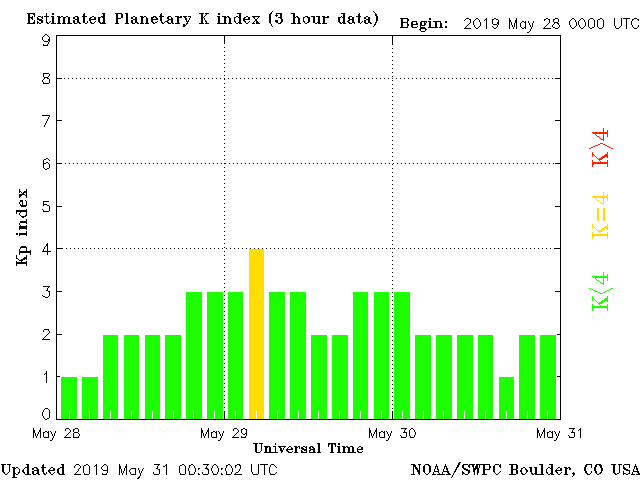 Estimated Planetary K index (3 hour data) Begin: 2019 May 28 0000 UTC
9
8
7
6
5
4
3
2
1
0
Kp index
K>4
K=4
K<4
May 28 May 29 May 30 May 31
Universal Time
Updated 2019 May 31 00:30:02 UTC NOAA/SWPC Boulder, CO USA